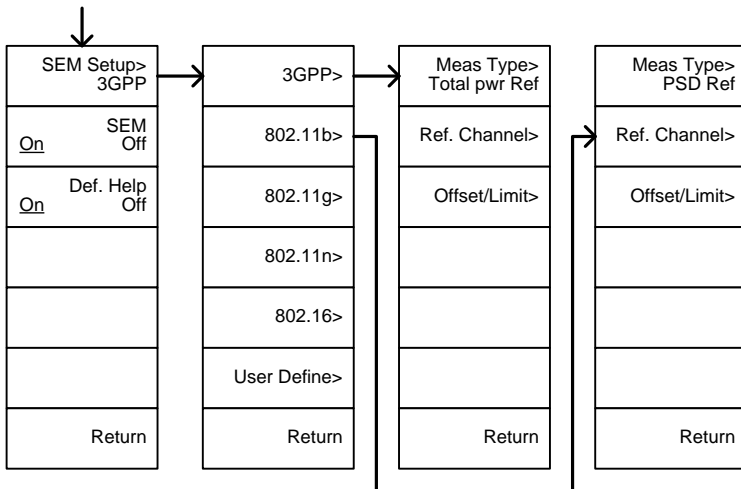 SEM Setup>
3GPP
SEM
On Off
Def. Help
On Off
Return
3GPP>
802.11b>
802.11g>
802.11n>
802.16>
User Define>
Return
Meas Type>
Total pwr Ref
Ref. Channel>
Offset/Limit>
Return
Meas Type>
PSD Ref
Ref. Channel>
Offset/Limit>
Return